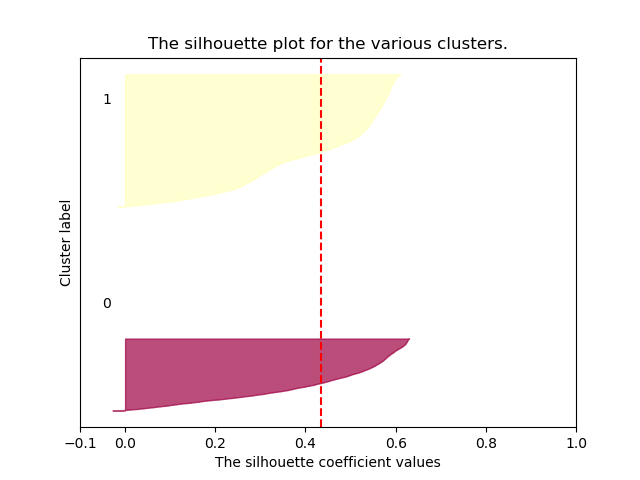 The silhouette plot for the various clusters.
1
0
Cluster label
−0.1 0.0 0.2 0.4 0.6 0.8 1.0
The silhouette coefficient values